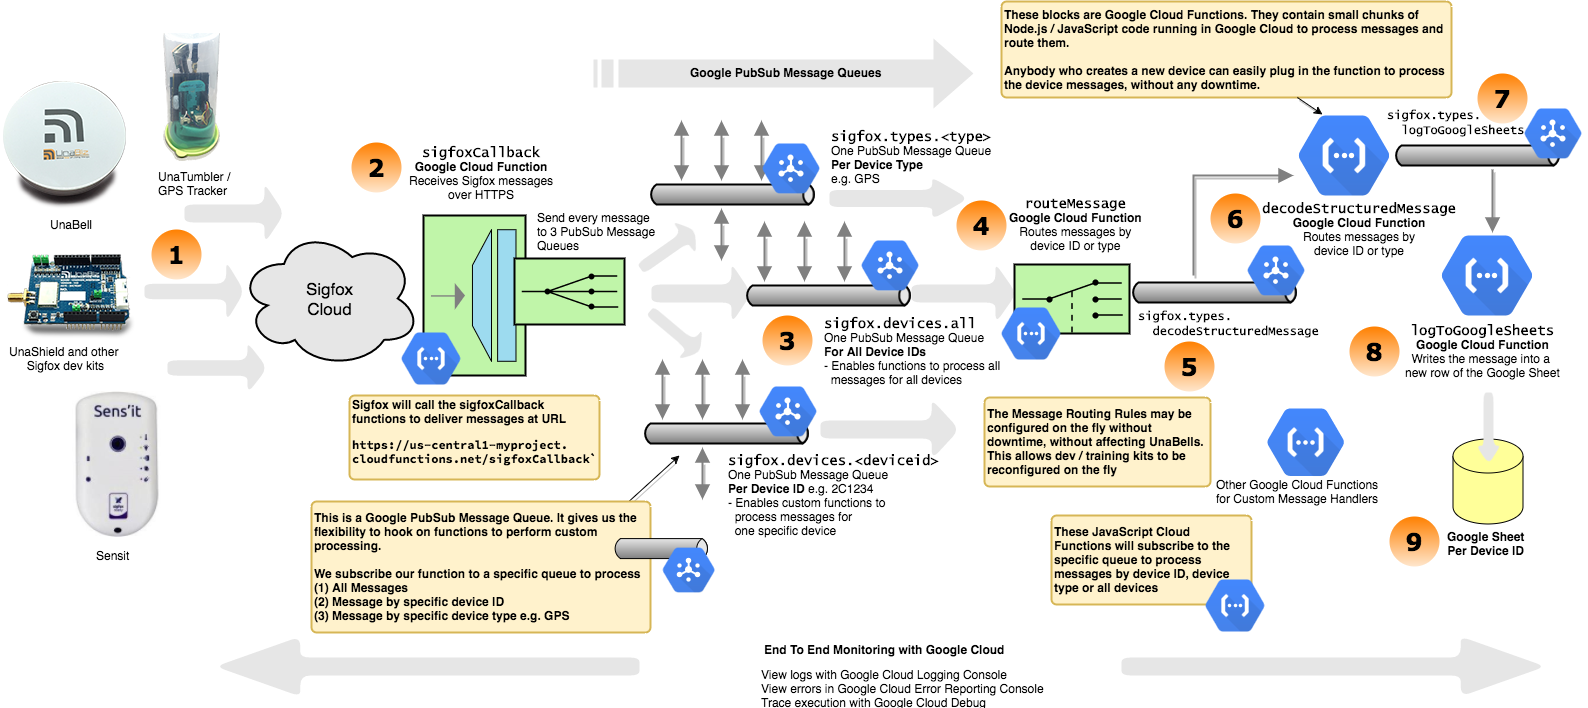 These blocks are Google Cloud Functions. They contain small chunks of
Node.js / JavaScript code running in Google Cloud to process messages and
route them.
Anybody who creates a new device can easily plug in the function to process
the device messages, without any downtime.
Google PubSub Message Queues
UnaBiz
UnaBell
UnaTumbler /
GPS Tracker
UnaShield and other
Sigfox dev kits
Sens'it
Sensit
1
Sigfox
Cloud
2
sigfoxCallback
Google Cloud Function
Receives Sigfox messages
over HTTPS
Send every message
to 3 PubSub Message
Queues
Sigfox will call the sigfoxCallback
functions to deliver messages at URL
https://us-central1-myproject.
cloudfunctions.net/sigfoxCallback`
This is a Google PubSub Message Queue. It gives us the
flexibility to hook on functions to perform custom
processing.
We subscribe our function to a specific queue to process
(1) All Messages
(2) Message by specific device ID
(3) Message by specific device type e.g. GPS
sigfox.types.<type>
One PubSub Message Queue
Per Device Type
e.g. GPS
3
sigfox.devices.all
One PubSub Message Queue
For All Device IDs
- Enables functions to process all
messages for all devices
sigfox.devices.<deviceid>
One PubSub Message Queue
Per Device ID e.g. 2C1234
- Enables custom functions to
process messages for
one specific device
4
routeMessage
Google Cloud Function
Routes messages by
device ID or type
sigfox.types.
decodeStructuredMessage
5
The Message Routing Rules may be
configured on the fly without
downtime, without affecting UnaBells.
This allows dev / training kits to be
reconfigured on the fly
6
decodeStructuredMessage
Google Cloud Function
Routes messages by
device ID or type
7
sigfox.types.
logToGoogleSheets
8
logToGoogleSheets
Google Cloud Function
Writes the message into a
new row of the Google Sheet
Other Google Cloud Functions
for Custom Message Handlers
These JavaScript Cloud
Functions will subscribe to the
specific queue to process
messages by device ID, device
type or all devices
9
Google Sheet
Per Device ID
End To End Monitoring with Google Cloud
View logs with Google Cloud Logging Console
View errors in Google Cloud Error Reporting Console
Trace execution with Google Cloud Debug